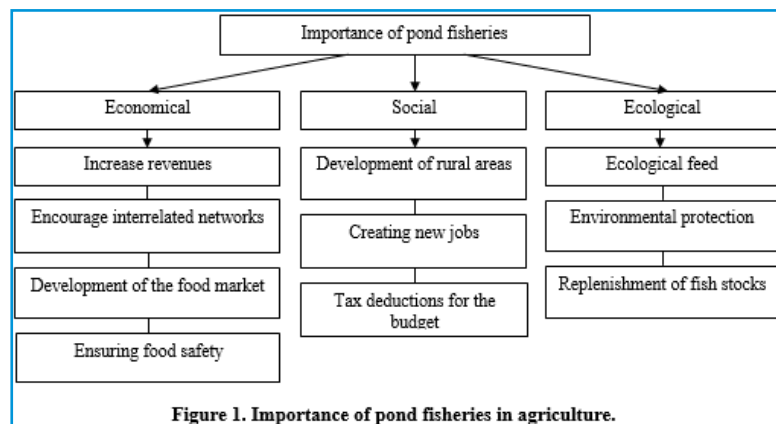 Importance of pond fisheries
Economical
Social
Ecological
Increase revenues
Development of rural areas
Ecological feed
Encourage interrelated networks
Creating new jobs
Environmental protection
Development of the food market
Tax deductions for the
budget
Replenishment of fish stocks
Ensuring food safety
Figure 1. Importance of pond fisheries in agriculture.